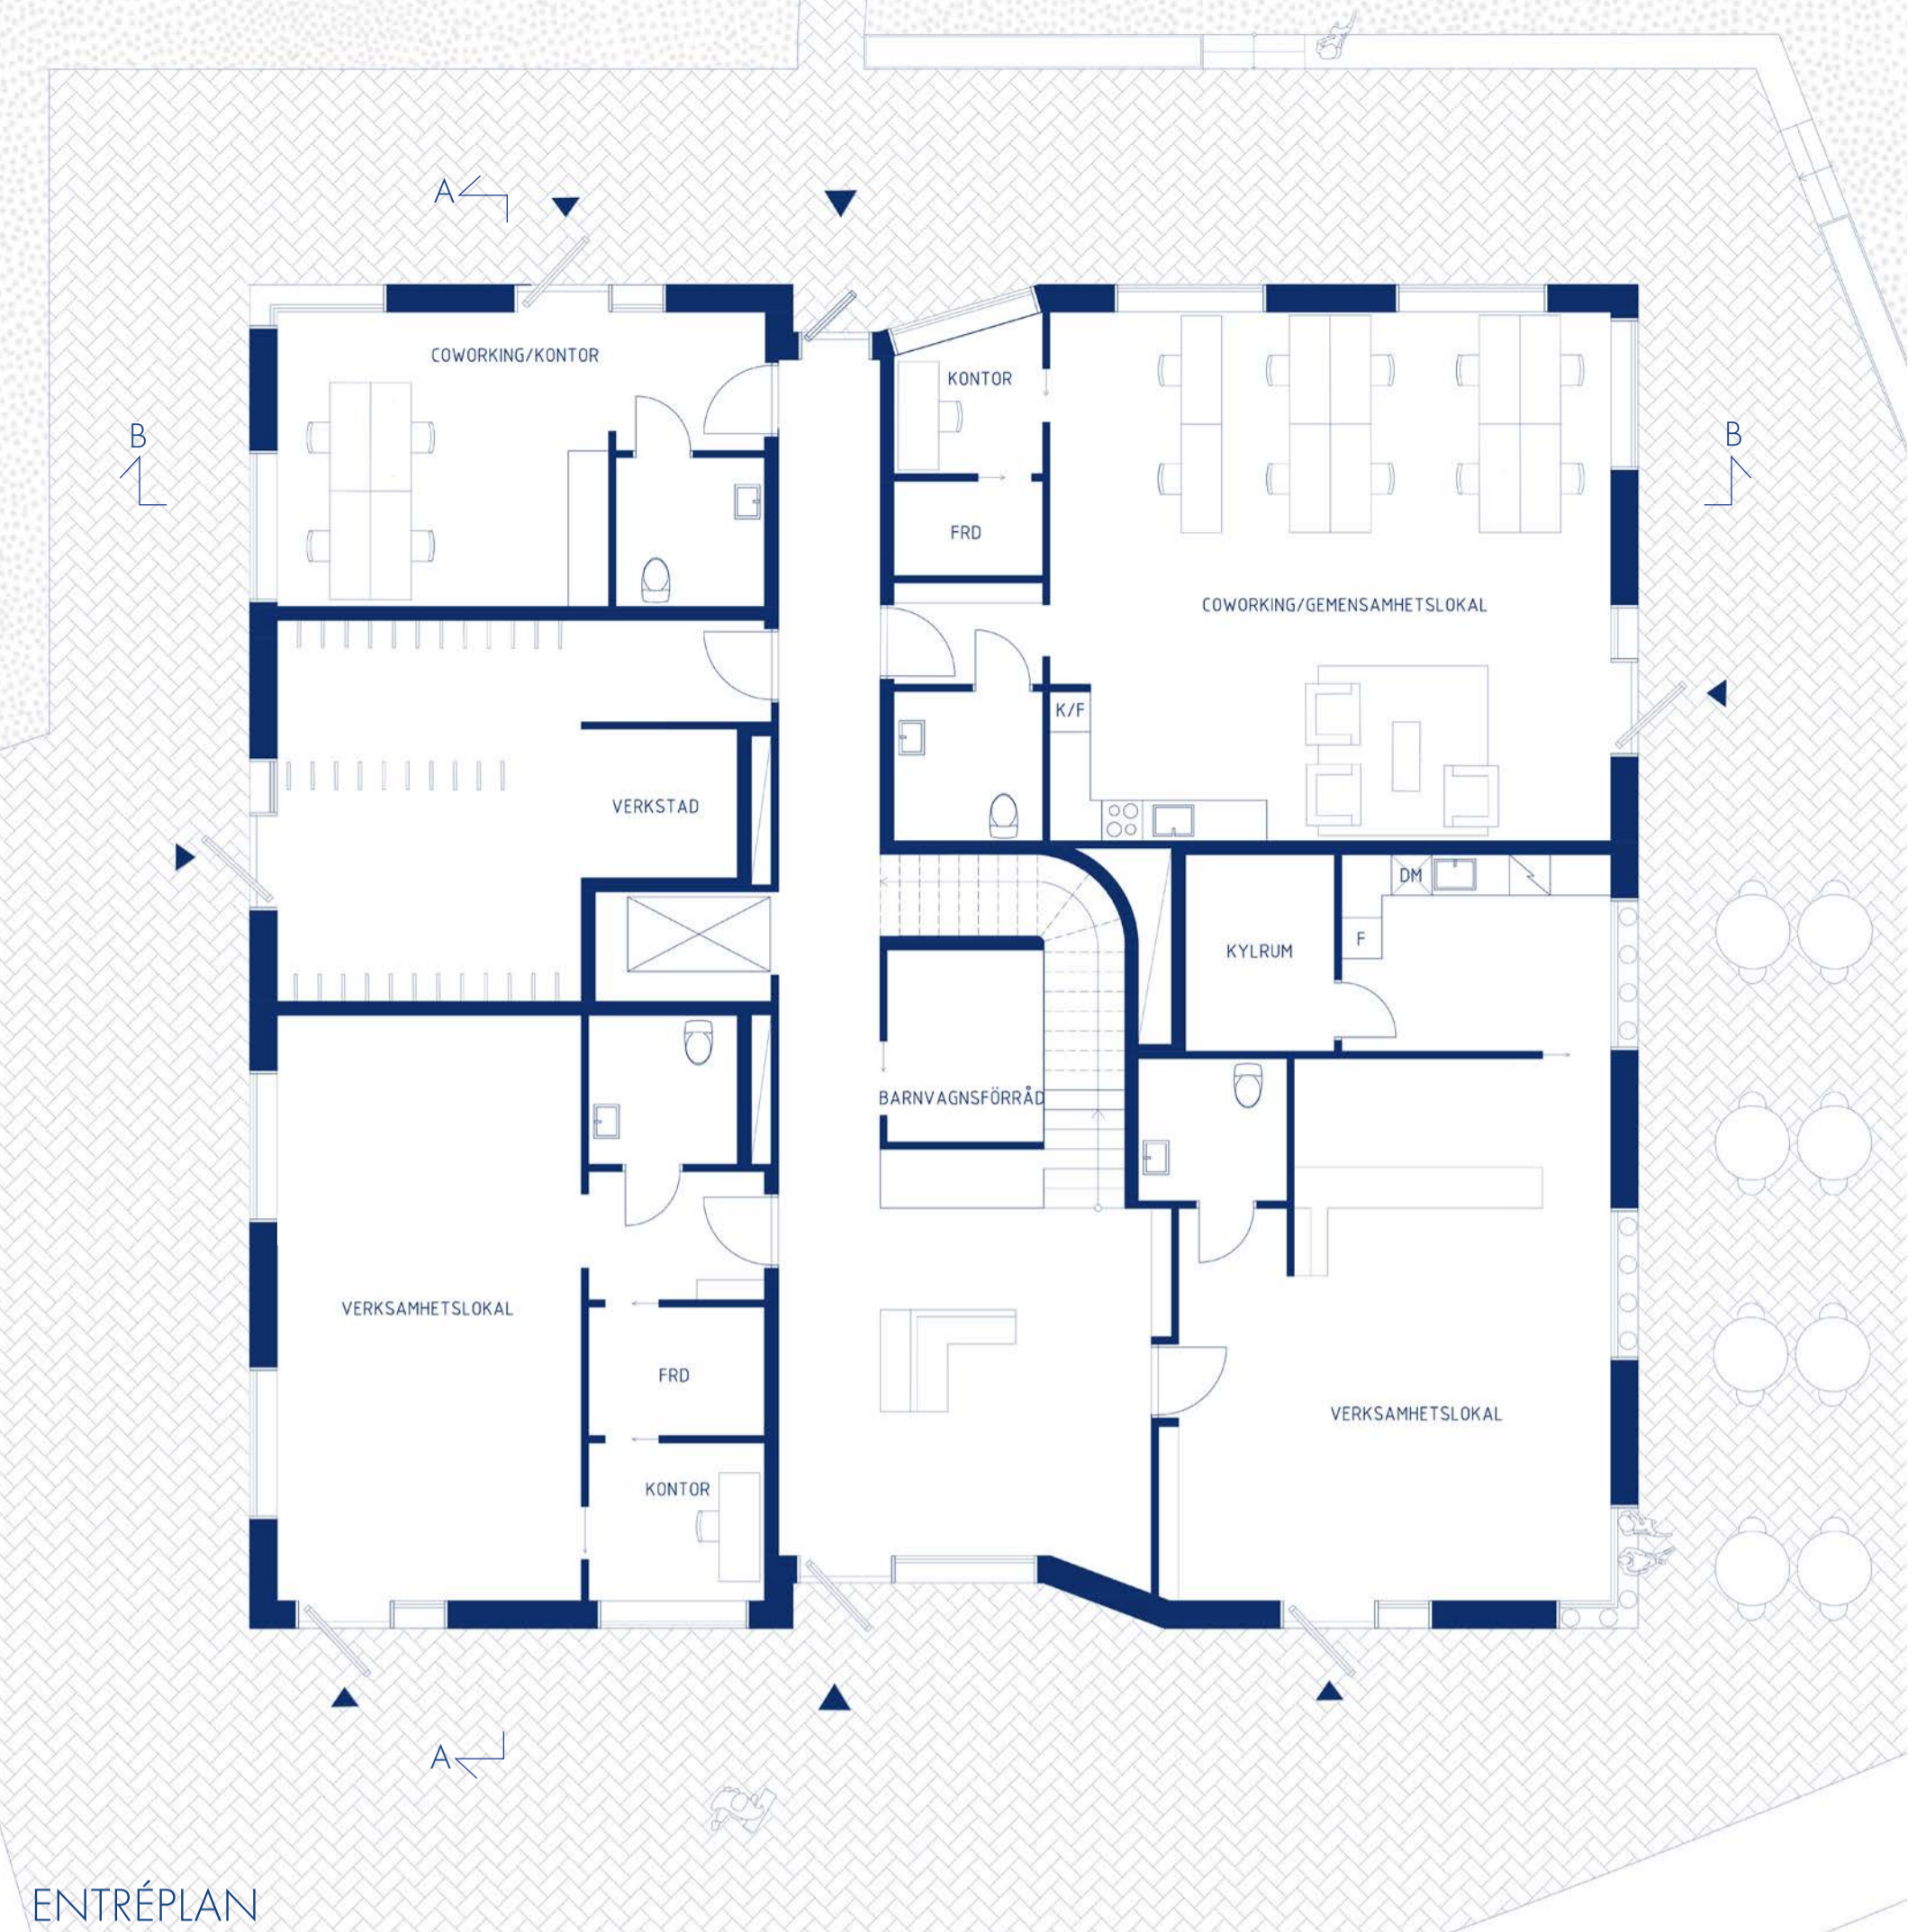 A
COWORKING/KONTOR
KONTOR
B
B
FRD
COWORKING/GEMENSAMHETSLOKAL
K/F
VERKSTAD
DM
F
KYLRUM
BARNVAGNSFÖRRÅD
VERKSAMHETSLOKAL
FRD
VERKSAMHETSLOKAL
KONTOR
A
ENTRÉPLAN